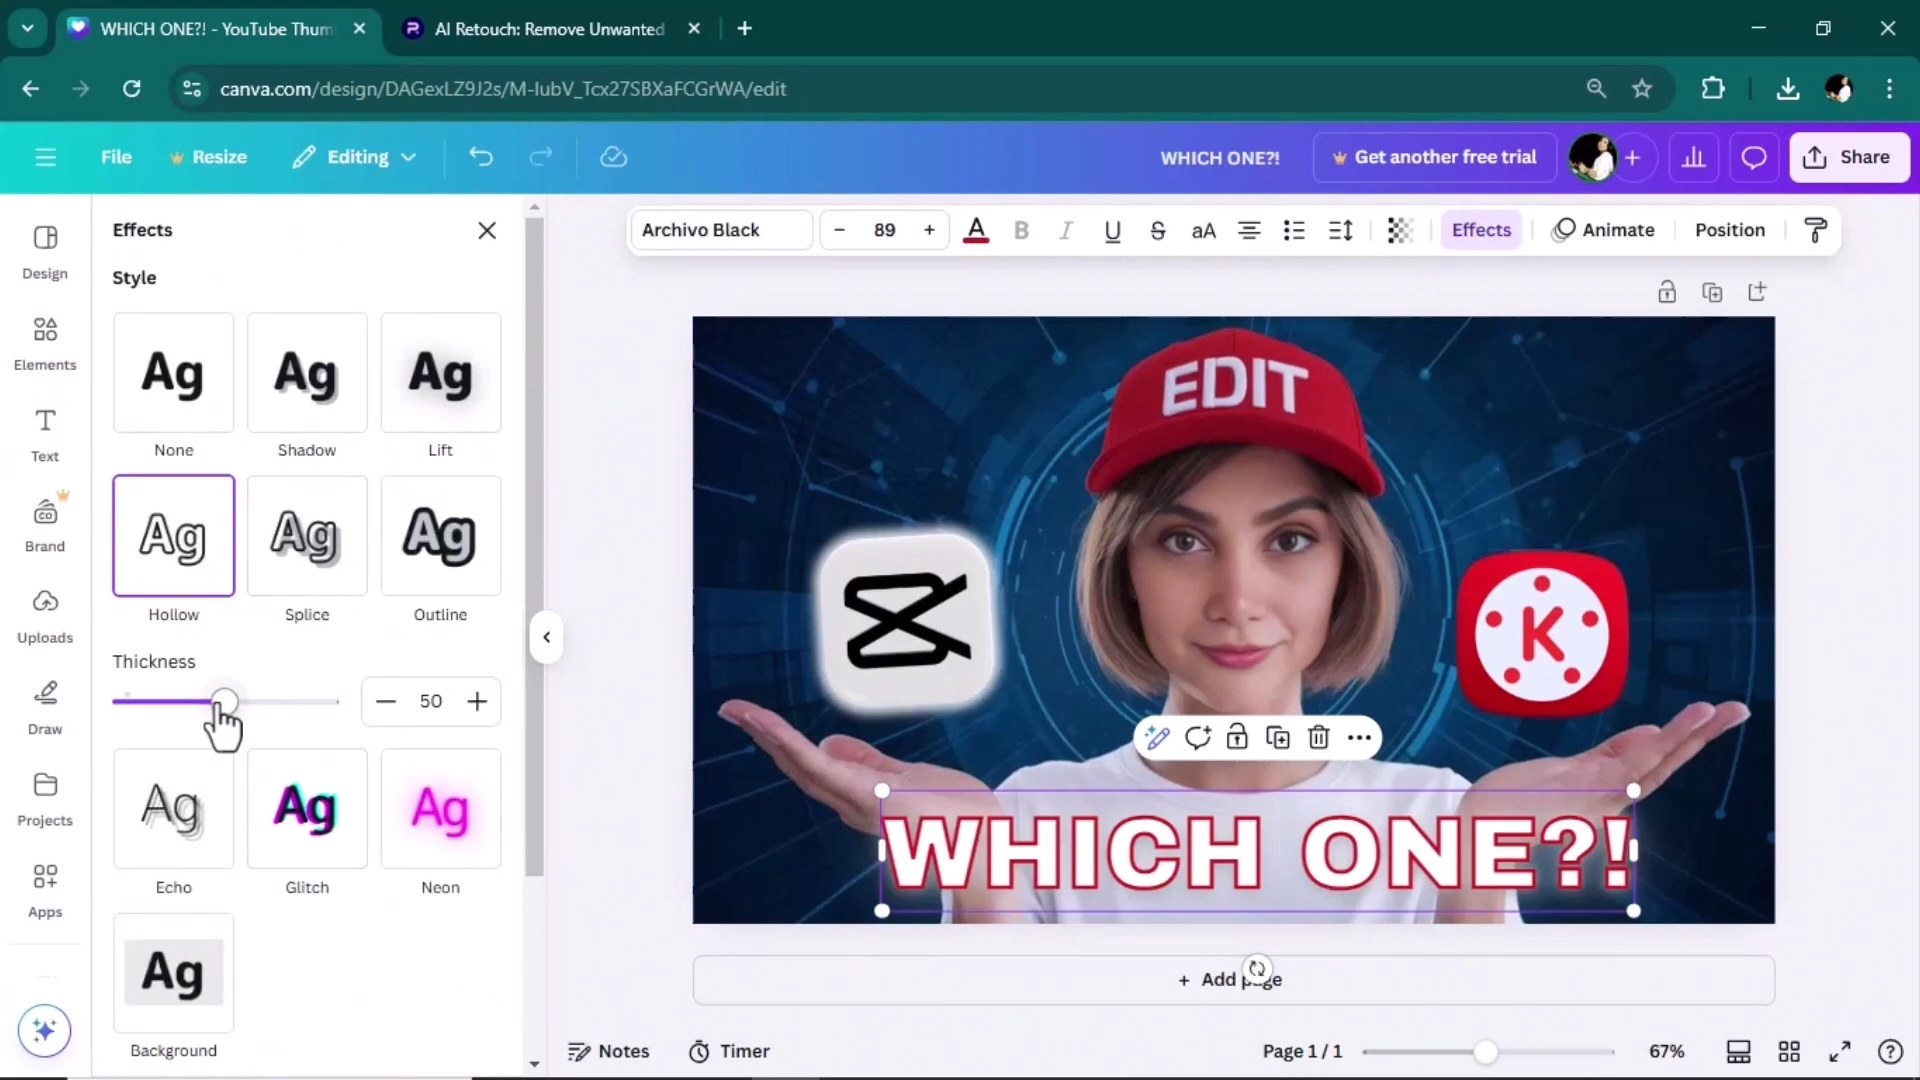 WHICH ONE?! - YouTube Thum
AI Retouch: Remove Unwanted
canva.com/design/DAGexLZ9J2s/M-IubV_Tcx27SBXaFCGrWA/edit
File
Resize
Editing
WHICH ONE?!
Get another free trial
Share
Design
Elements
Text
Brand
Uploads
Draw
Projects
Apps
Effects
Style
Ag Ag Ag
None Shadow Lift
Ag Ag Ag
Hollow Splice Outline
Thickness
50
Ag Ag Ag
Echo Glitch Neon
Ag
Background
Archivo Black
89
A B I U S aA
Effects
Animate
Position
EDIT
K
WHICH ONE?!
+ Add page
Notes
Timer
Page 1 / 1
67%